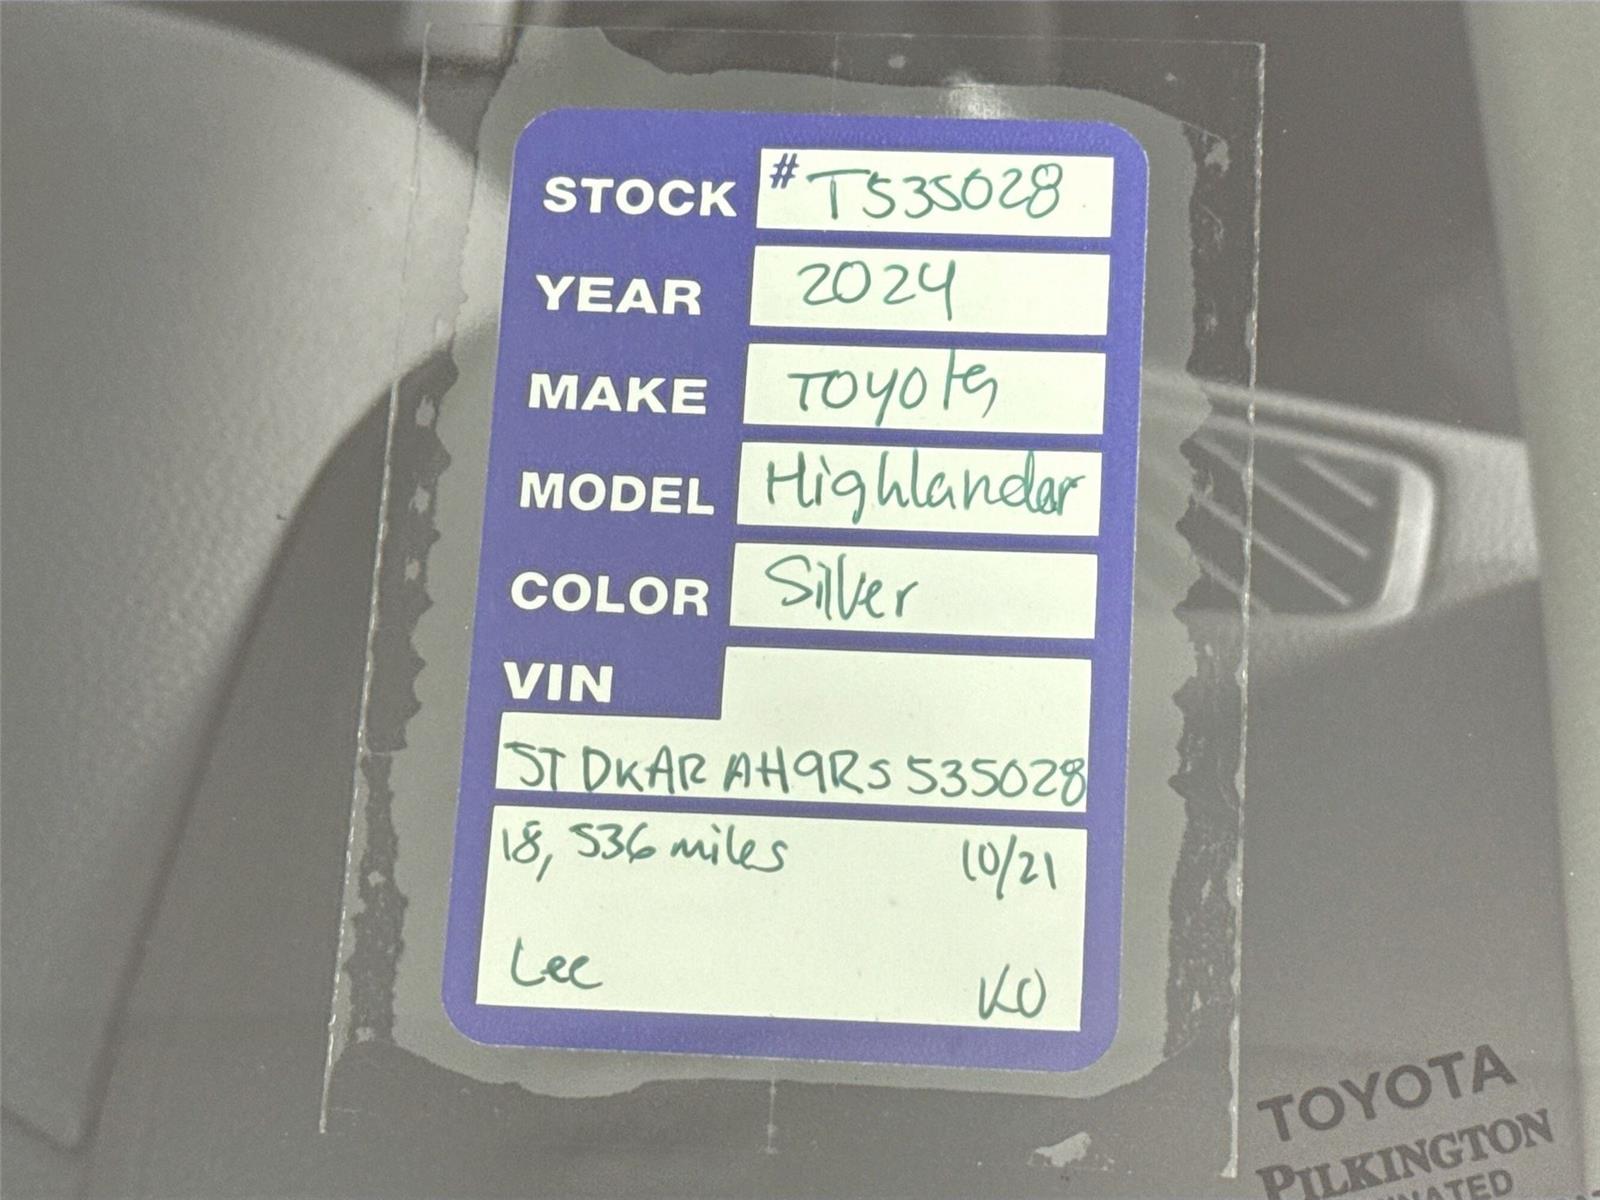 STOCK # T535028
YEAR 2024
MAKE TOYOTA
MODEL Highlander
COLOR Silver
VIN
5TDKARAH9RS535028
18,536 miles 10/21
Lee KO
TOYOTA
PILKINGTON